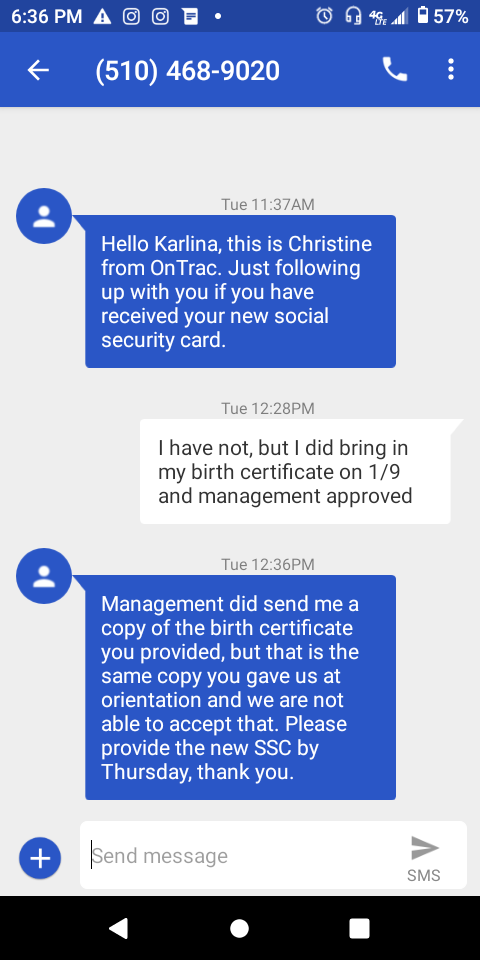 6:36 PM 4G LTE 57%
(510) 468-9020
Tue 11:37AM
Hello Karlina, this is Christine
from OnTrac. Just following
up with you if you have
received your new social
security card.
Tue 12:28PM
I have not, but I did bring in
my birth certificate on 1/9
and management approved
Tue 12:36PM
Management did send me a
copy of the birth certificate
you provided, but that is the
same copy you gave us at
orientation and we are not
able to accept that. Please
provide the new SSC by
Thursday, thank you.
Send message
SMS